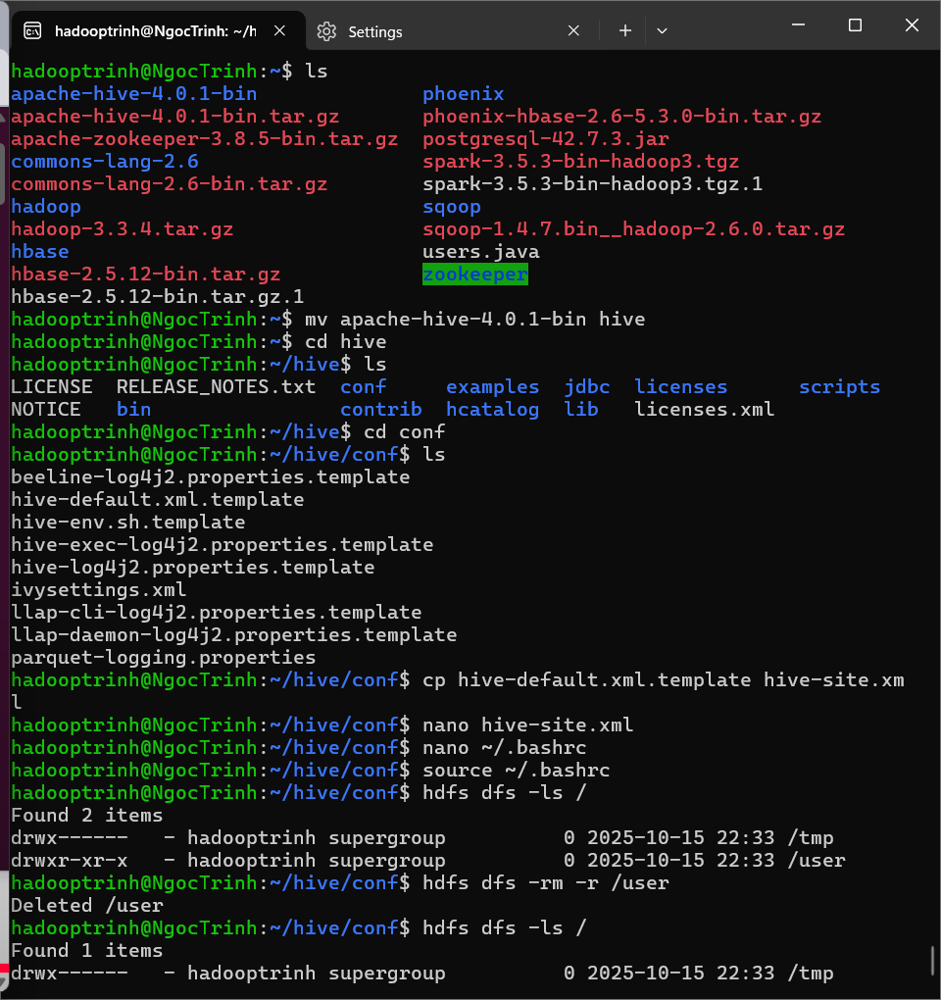 hadooptrinh@NgocTrinh: ~/h
Settings
hadooptrinh@NgocTrinh:~$ ls
apache-hive-4.0.1-bin phoenix
apache-hive-4.0.1-bin.tar.gz phoenix-hbase-2.6-5.3.0-bin.tar.gz
apache-zookeeper-3.8.5-bin.tar.gz postgresql-42.7.3.jar
commons-lang-2.6 spark-3.5.3-bin-hadoop3.tgz
commons-lang-2.6-bin.tar.gz spark-3.5.3-bin-hadoop3.tgz.1
hadoop sqoop
hadoop-3.3.4.tar.gz sqoop-1.4.7.bin__hadoop-2.6.0.tar.gz
hbase users.java
hbase-2.5.12-bin.tar.gz zookeeper
hbase-2.5.12-bin.tar.gz.1
hadooptrinh@NgocTrinh:~$ mv apache-hive-4.0.1-bin hive
hadooptrinh@NgocTrinh:~$ cd hive
hadooptrinh@NgocTrinh:~/hive$ ls
LICENSE RELEASE_NOTES.txt conf examples jdbc licenses scripts
NOTICE bin contrib hcatalog lib licenses.xml
hadooptrinh@NgocTrinh:~/hive$ cd conf
hadooptrinh@NgocTrinh:~/hive/conf$ ls
beeline-log4j2.properties.template
hive-default.xml.template
hive-env.sh.template
hive-exec-log4j2.properties.template
hive-log4j2.properties.template
ivysettings.xml
llap-cli-log4j2.properties.template
llap-daemon-log4j2.properties.template
parquet-logging.properties
hadooptrinh@NgocTrinh:~/hive/conf$ cp hive-default.xml.template hive-site.xm
l
hadooptrinh@NgocTrinh:~/hive/conf$ nano hive-site.xml
hadooptrinh@NgocTrinh:~/hive/conf$ nano ~/.bashrc
hadooptrinh@NgocTrinh:~/hive/conf$ source ~/.bashrc
hadooptrinh@NgocTrinh:~/hive/conf$ hdfs dfs -ls /
Found 2 items
drwx------ - hadooptrinh supergroup 0 2025-10-15 22:33 /tmp
drwxr-xr-x - hadooptrinh supergroup 0 2025-10-15 22:33 /user
hadooptrinh@NgocTrinh:~/hive/conf$ hdfs dfs -rm -r /user
Deleted /user
hadooptrinh@NgocTrinh:~/hive/conf$ hdfs dfs -ls /
Found 1 items
drwx------ - hadooptrinh supergroup 0 2025-10-15 22:33 /tmp